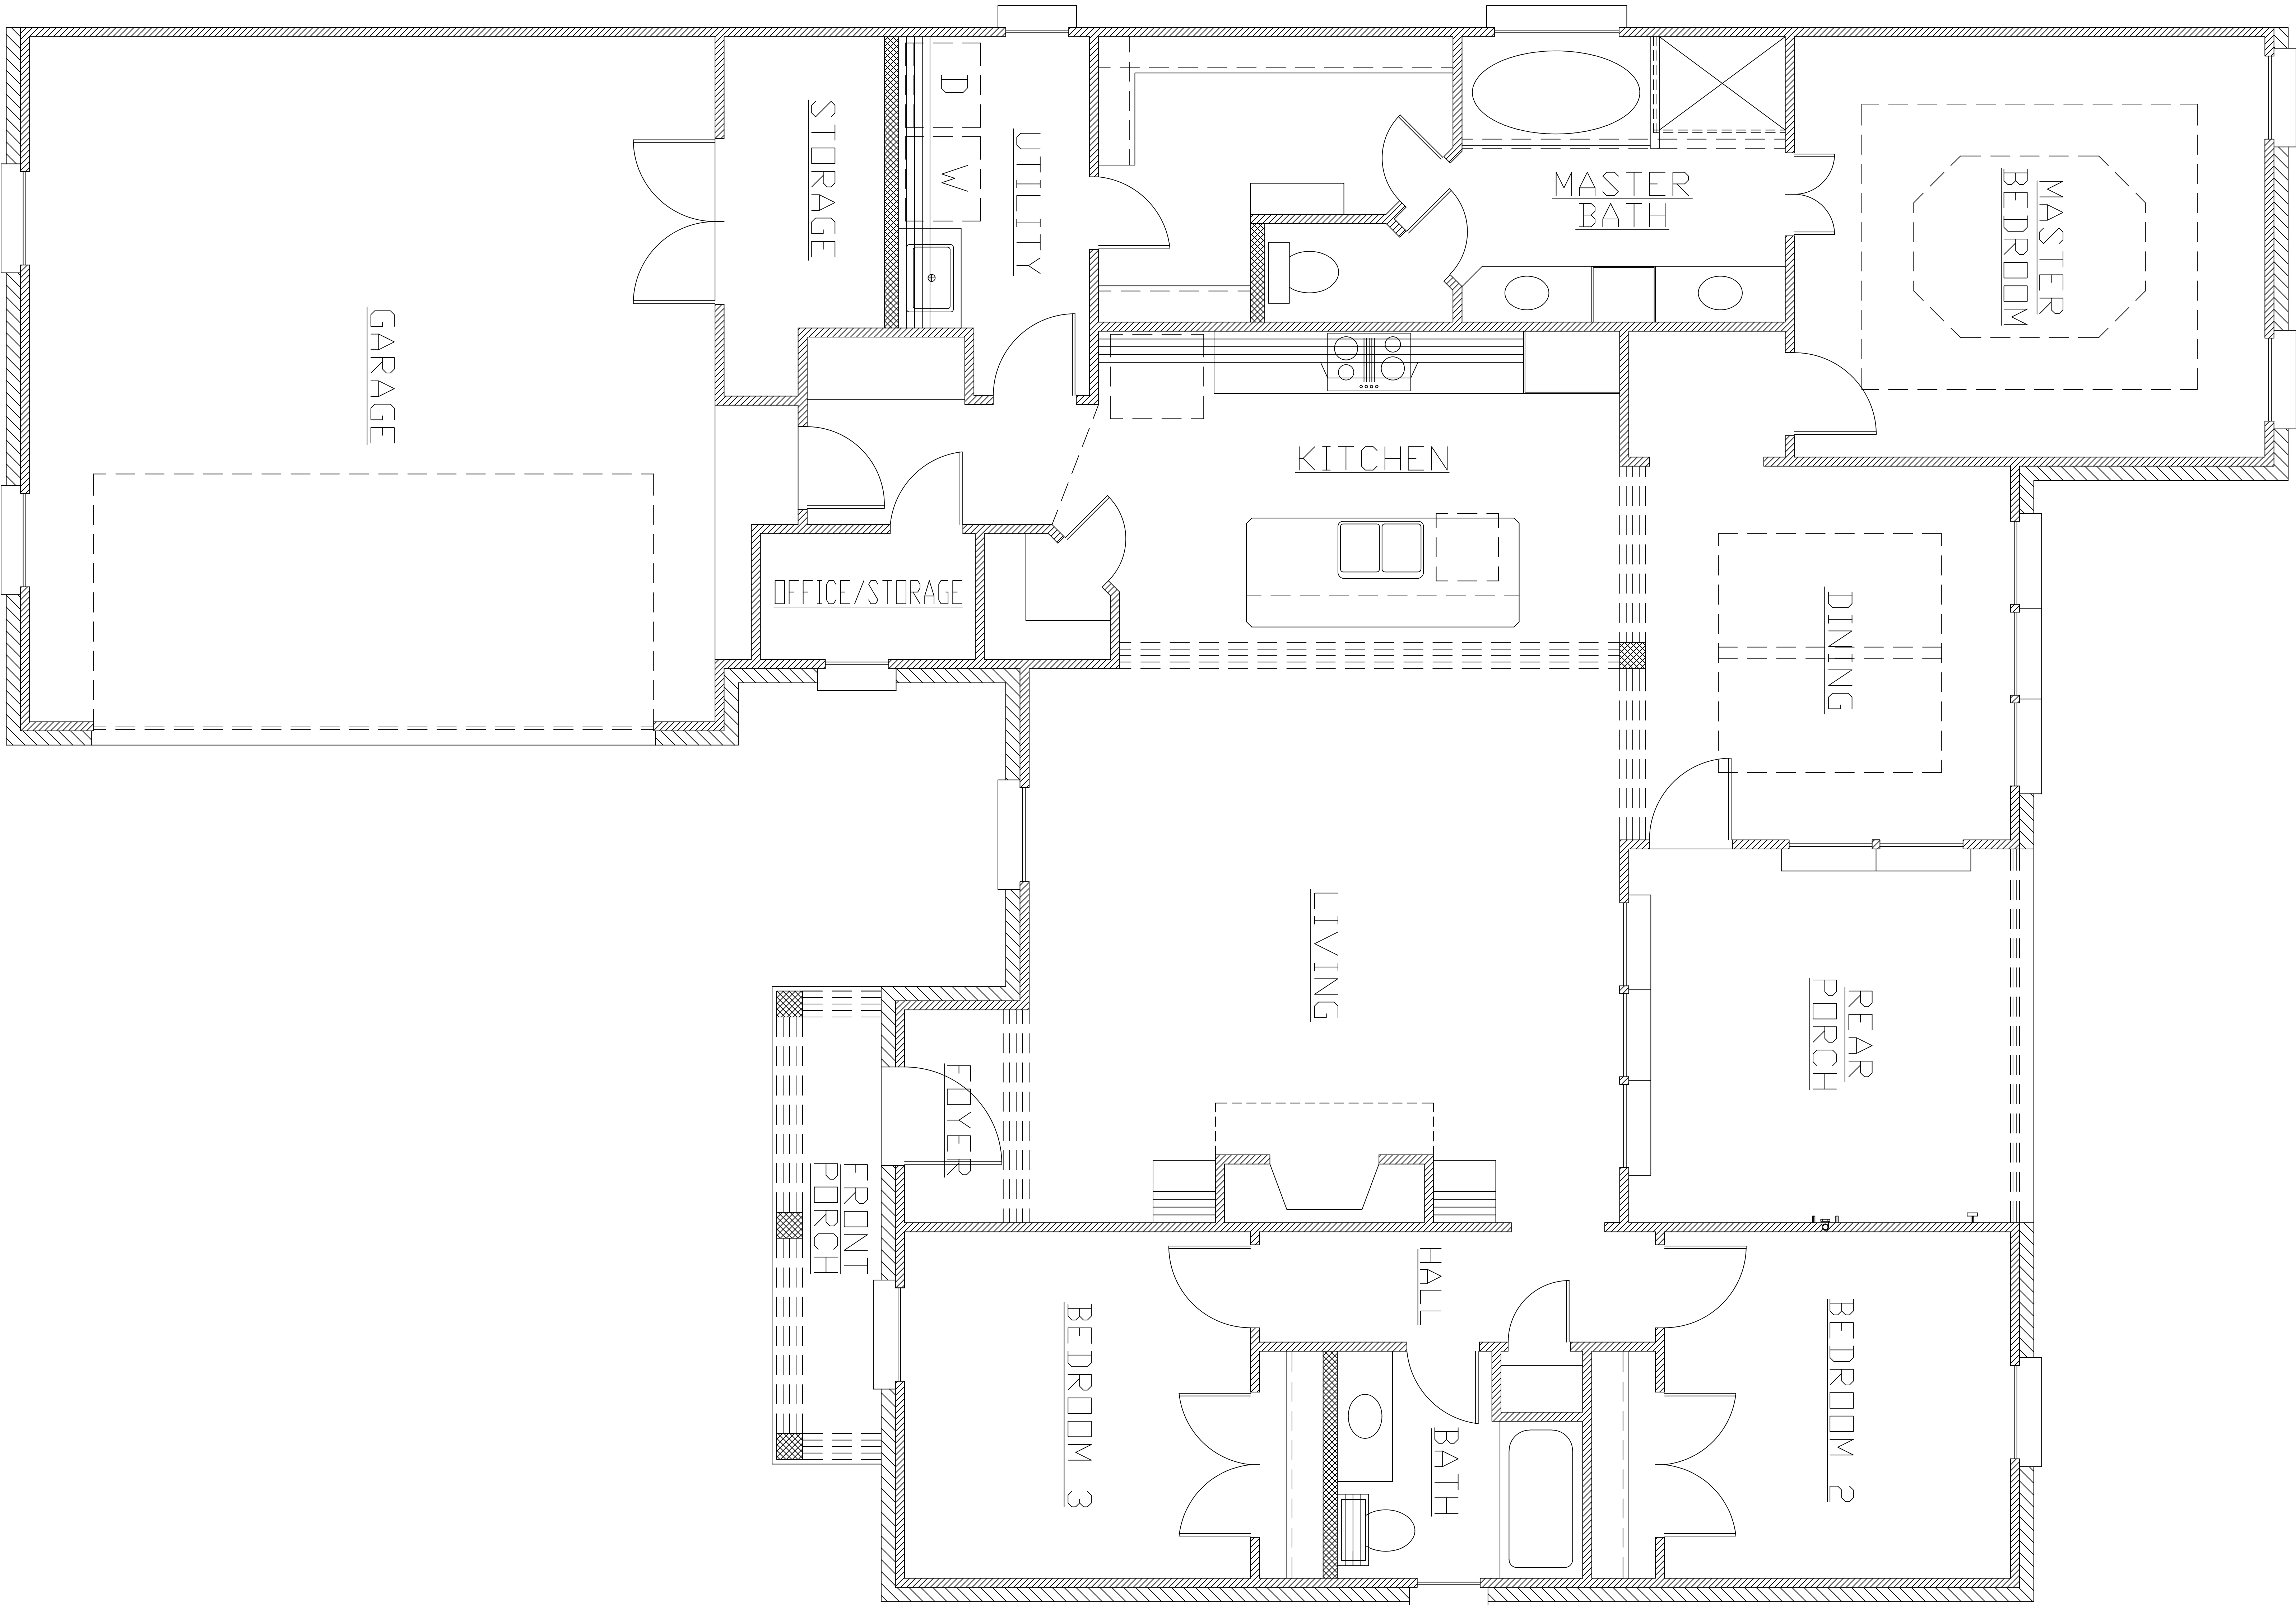 GARAGE
STORAGE
D
W
UTILITY
MASTER
BATH
MASTER
BEDROOM
KITCHEN
OFFICE/STORAGE
DINING
LIVING
REAR
PORCH
FOYER
FRONT
PORCH
HALL
BATH
BEDROOM 3
BEDROOM 2